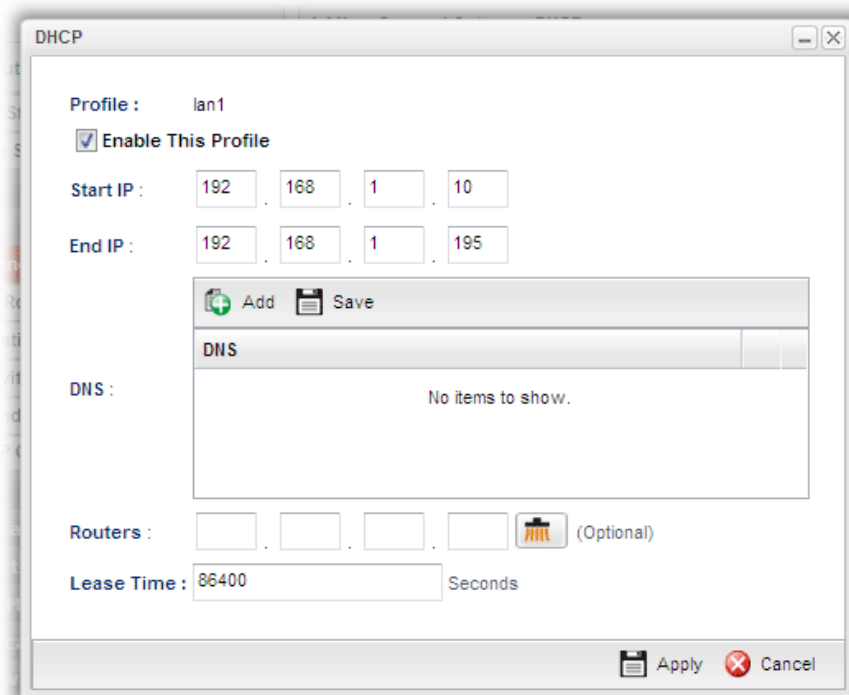 DHCP
Profile : lan1
Enable This Profile
Start IP : 192 . 168 . 1 . 10
End IP : 192 . 168 . 1 . 195
Add Save
DNS
DNS :
No items to show.
Routers : . . . (Optional)
Lease Time : 86400 Seconds
Apply Cancel